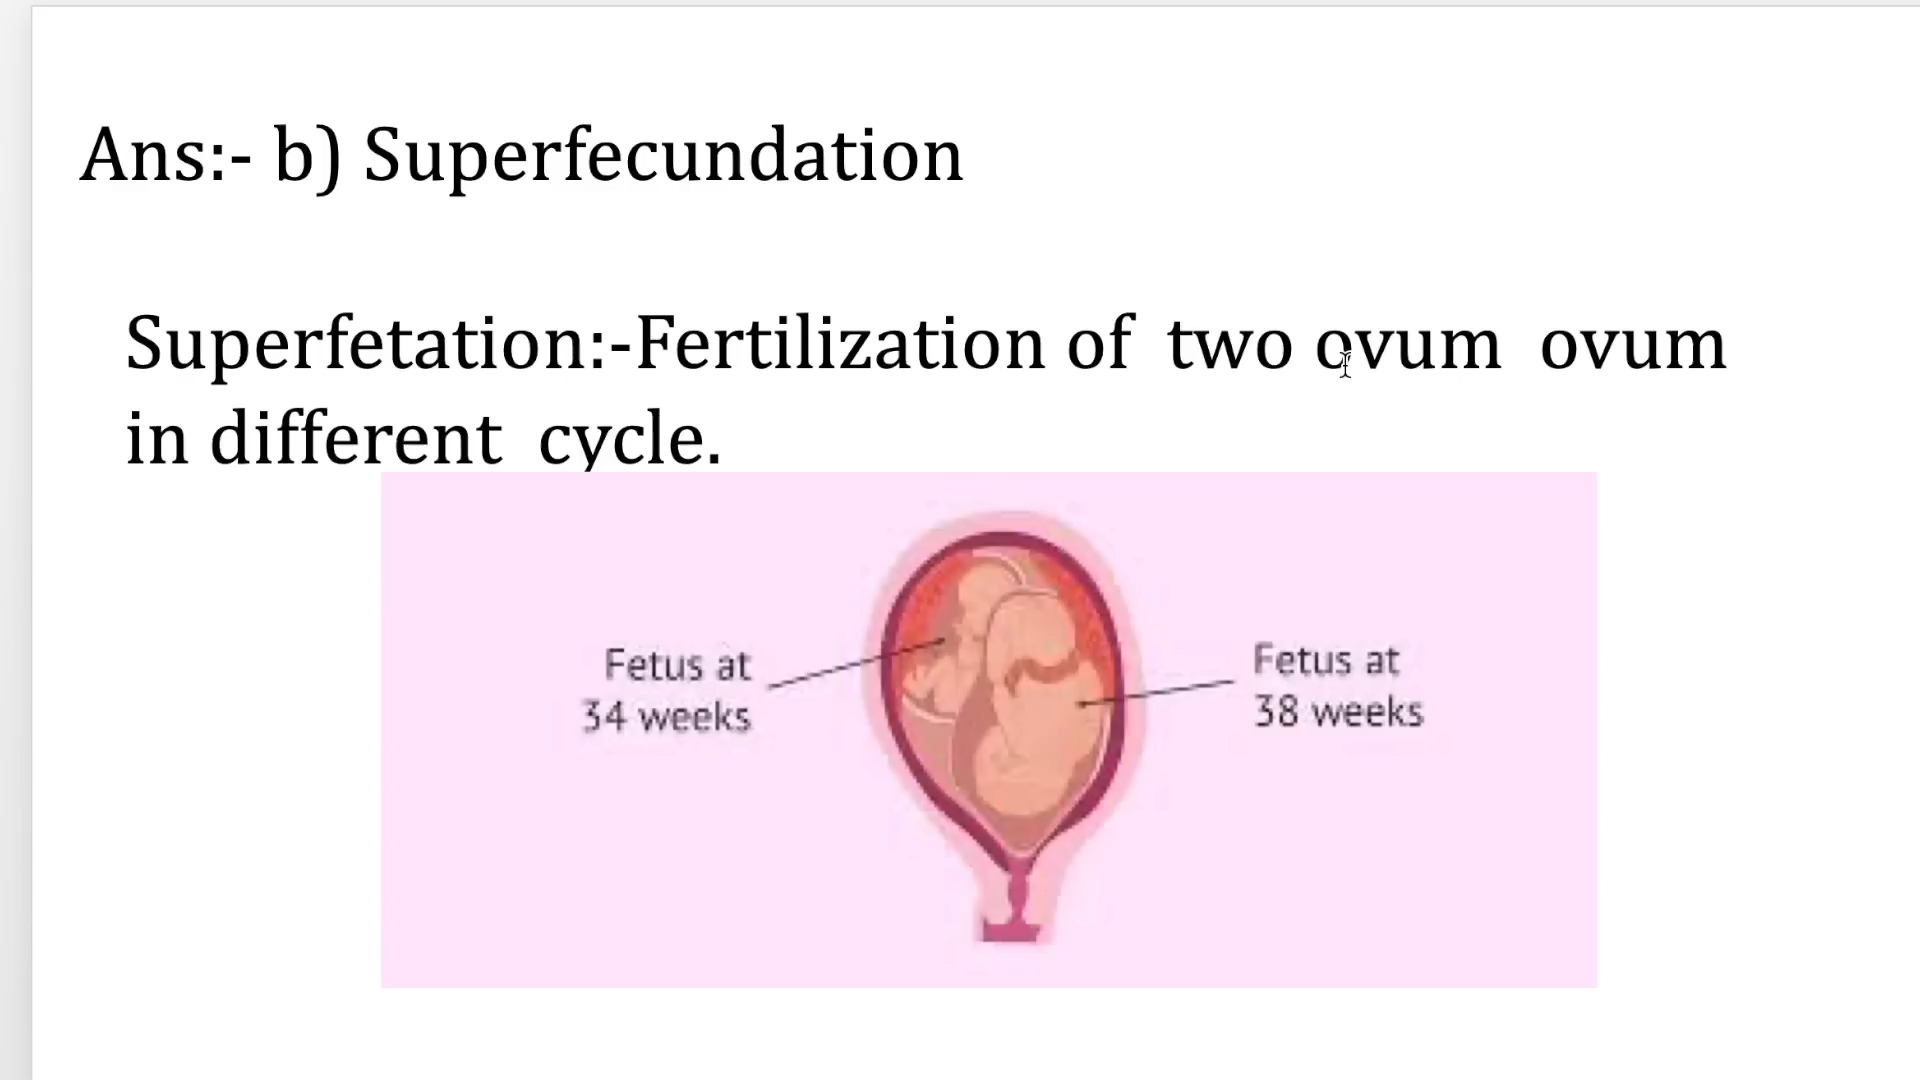 Ans:- b) Superfecundation
Superfetation:-Fertilization of two ovum ovum
in different cycle.
Fetus at
34 weeks
Fetus at
38 weeks